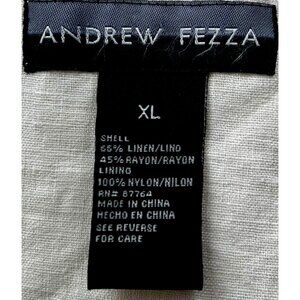 ANDREW FEZZA
XL
SHELL
55% LINEN/LINO
45% RAYON/RAYON
LINING
100% NYLON/NILON
RN# 87764
MADE IN CHINA
HECHO EN CHINA
SEE REVERSE
FOR CARE